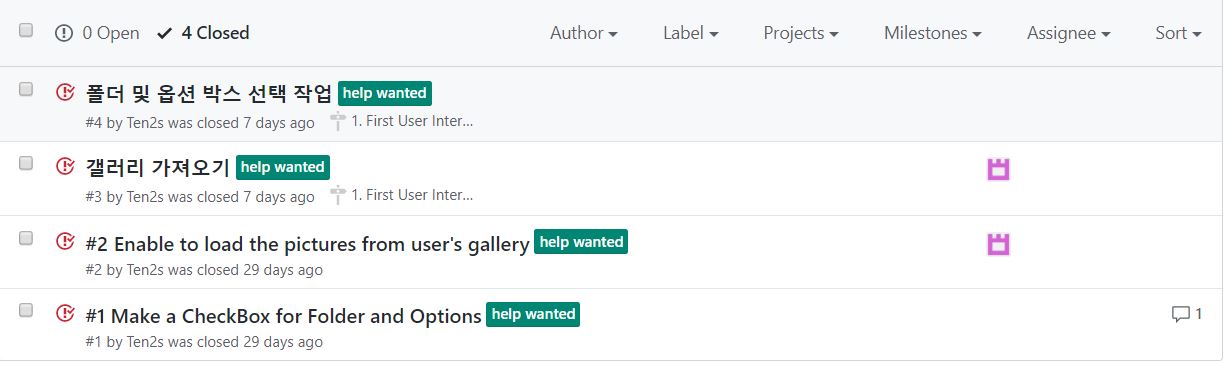 0 Open 4 Closed Author Label Projects Milestones Assignee Sort
폴더 및 옵션 박스 선택 작업 help wanted
#4 by Ten2s was closed 7 days ago 1. First User Inter...
갤러리 가져오기 help wanted
#3 by Ten2s was closed 7 days ago 1. First User Inter...
#2 Enable to load the pictures from user's gallery help wanted
#2 by Ten2s was closed 29 days ago
#1 Make a CheckBox for Folder and Options help wanted
1
#1 by Ten2s was closed 29 days ago